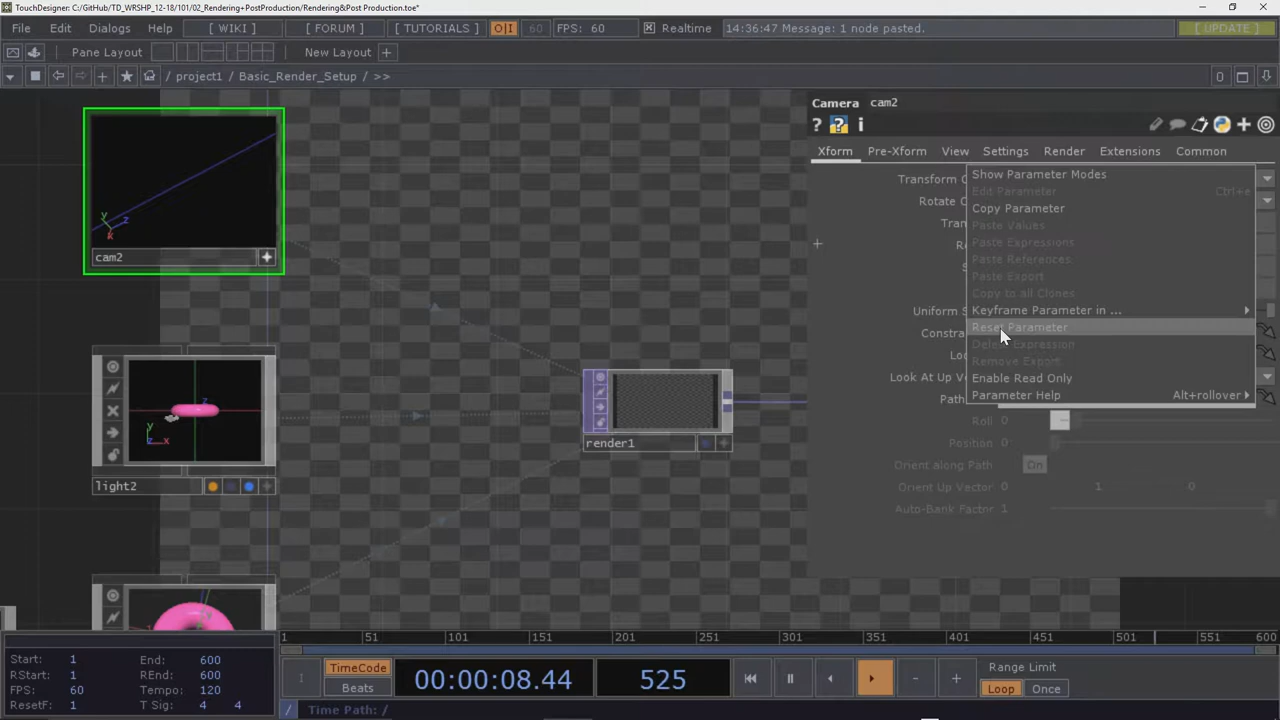 TouchDesigner: C:/GitHub/TD_WRSHP_12-18/101/02_Rendering+PostProduction/Rendering&Post Production.toe*
File Edit Dialogs Help [ WIKI ] [ FORUM ] [ TUTORIALS ] O|I 60 FPS: 60 Realtime 14:36:47 Message: 1 node pasted. [ UPDATE ]
Pane Layout New Layout +
/ project1 / Basic_Render_Setup / >> 0
Camera cam2
? ? i
Xform Pre-Xform View Settings Render Extensions Common
Transform O
Rotate O
Tran
Ro
S
Uniform S
Constra
Loo
Look At Up Ve
Path
Show Parameter Modes
Edit Parameter Ctrl+e
Copy Parameter
Paste Values
Paste Expressions
Paste References
Paste Export
Copy to all Clones
Keyframe Parameter in ...
Reset Parameter
Delete Expression
Remove Export
Enable Read Only
Parameter Help Alt+rollover
Roll 0
Position 0
Orient along Path On
Orient Up Vector 0 1 0
Auto-Bank Factor 1
y z x
cam2
z y z x
light2
render1
1 51 101 151 201 251 301 351 401 451 501 551 600
Start: 1 End: 600
RStart: 1 REnd: 600
FPS: 60 Tempo: 120
ResetF: 1 T Sig: 4 4
1 TimeCode
Beats
00:00:08.44 525
Range Limit
Loop Once
/ Time Path: /